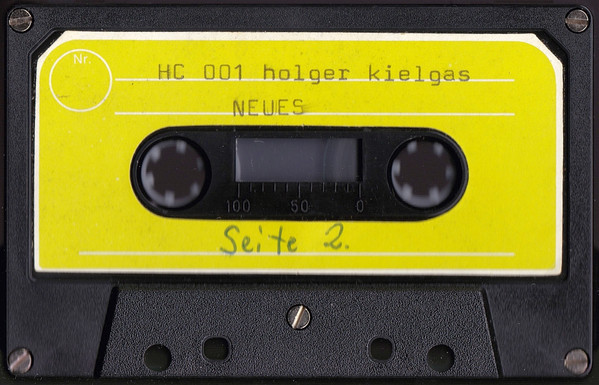 Nr.
HC 001 holger kielgas
NEUES
100 50 0
Seite 2.